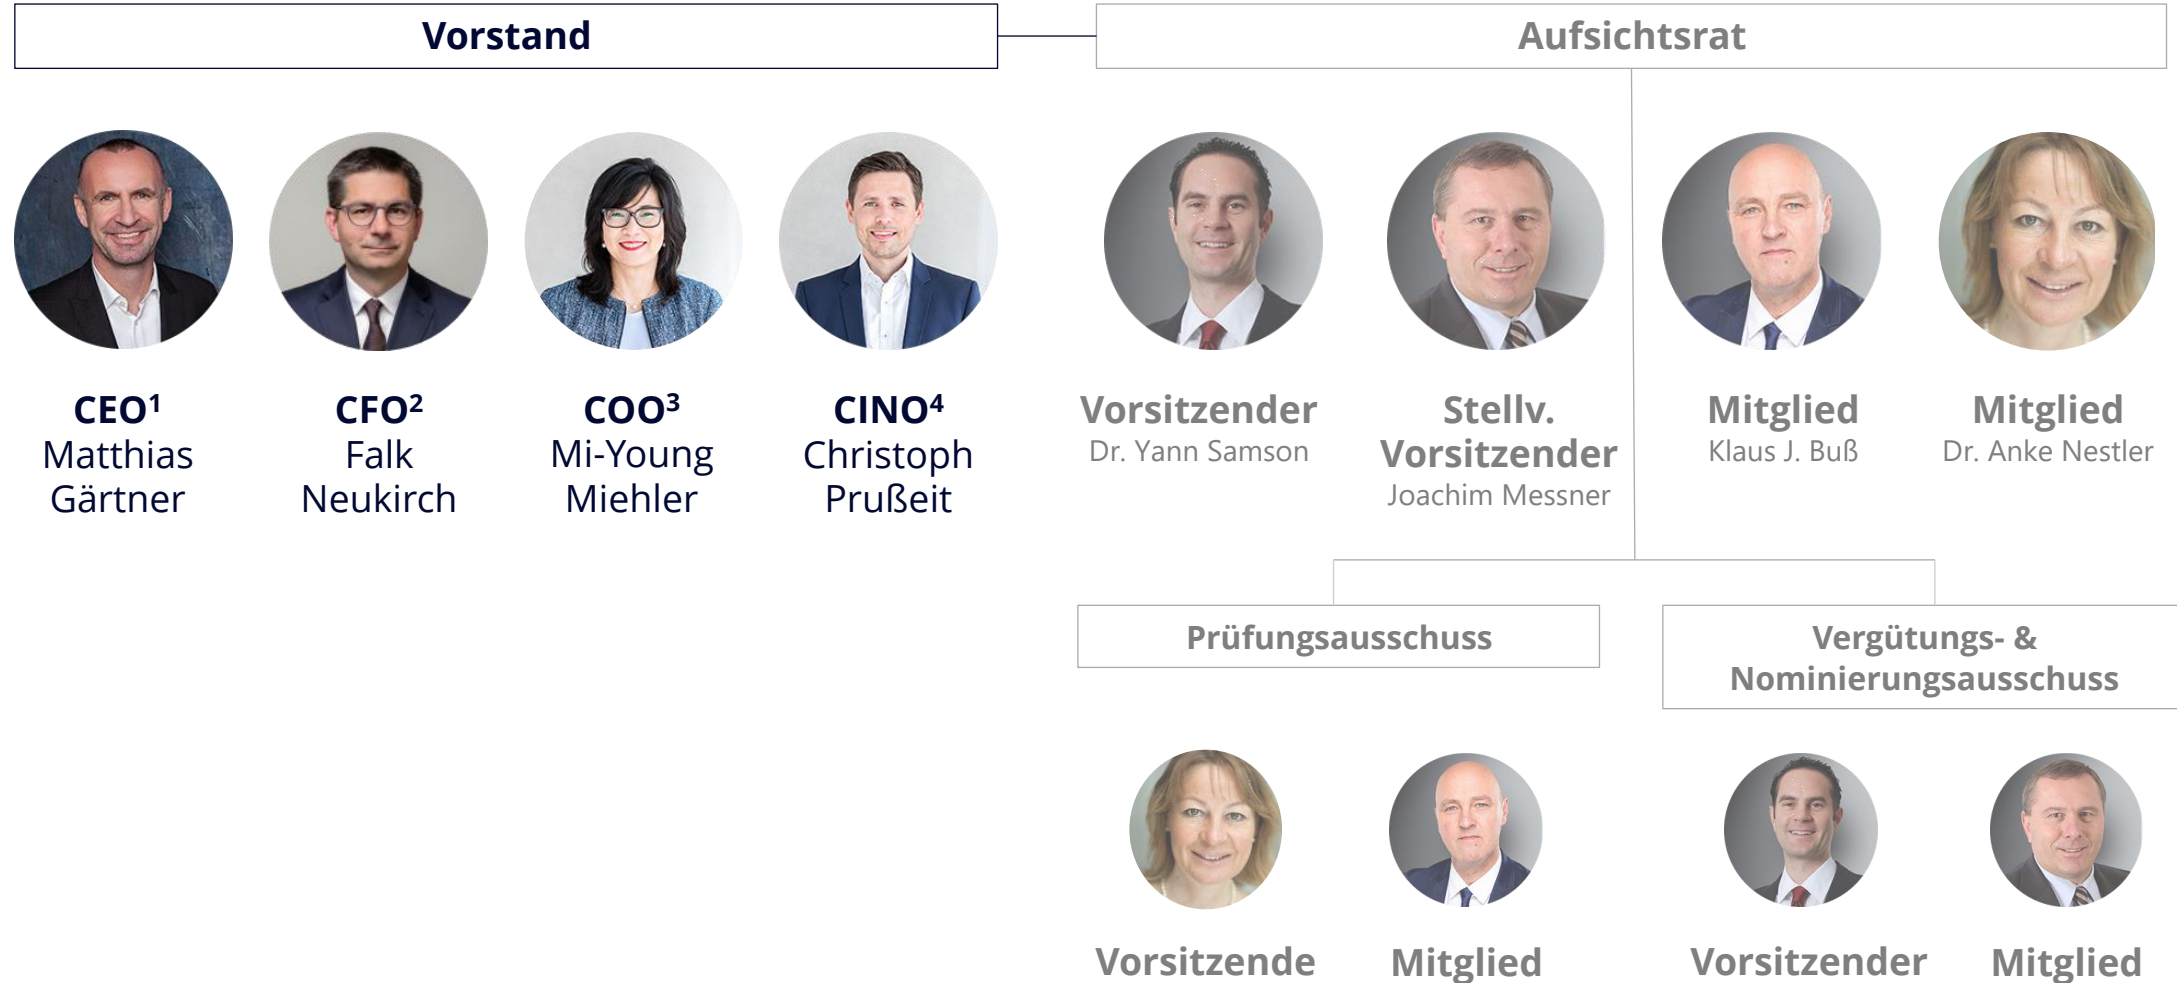 Vorstand
Aufsichtsrat
CEO¹
Matthias
Gärtner
CFO²
Falk
Neukirch
COO³
Mi-Young
Miehler
CINO⁴
Christoph
Prußeit
Vorsitzender
Dr. Yann Samson
Stellv.
Vorsitzender
Joachim Messner
Mitglied
Klaus J. Buß
Mitglied
Dr. Anke Nestler
Prüfungsausschuss
Vergütungs- &
Nominierungsausschuss
Vorsitzende
Mitglied
Vorsitzender
Mitglied